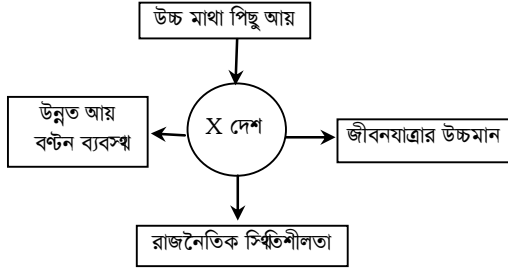 উচ্চ মাথা পিছু আয়
উন্নত আয়
বণ্টন ব্যবস্থা
X দেশ
জীবনযাত্রার উচ্চমান
রাজনৈতিক স্থিতিশীলতা